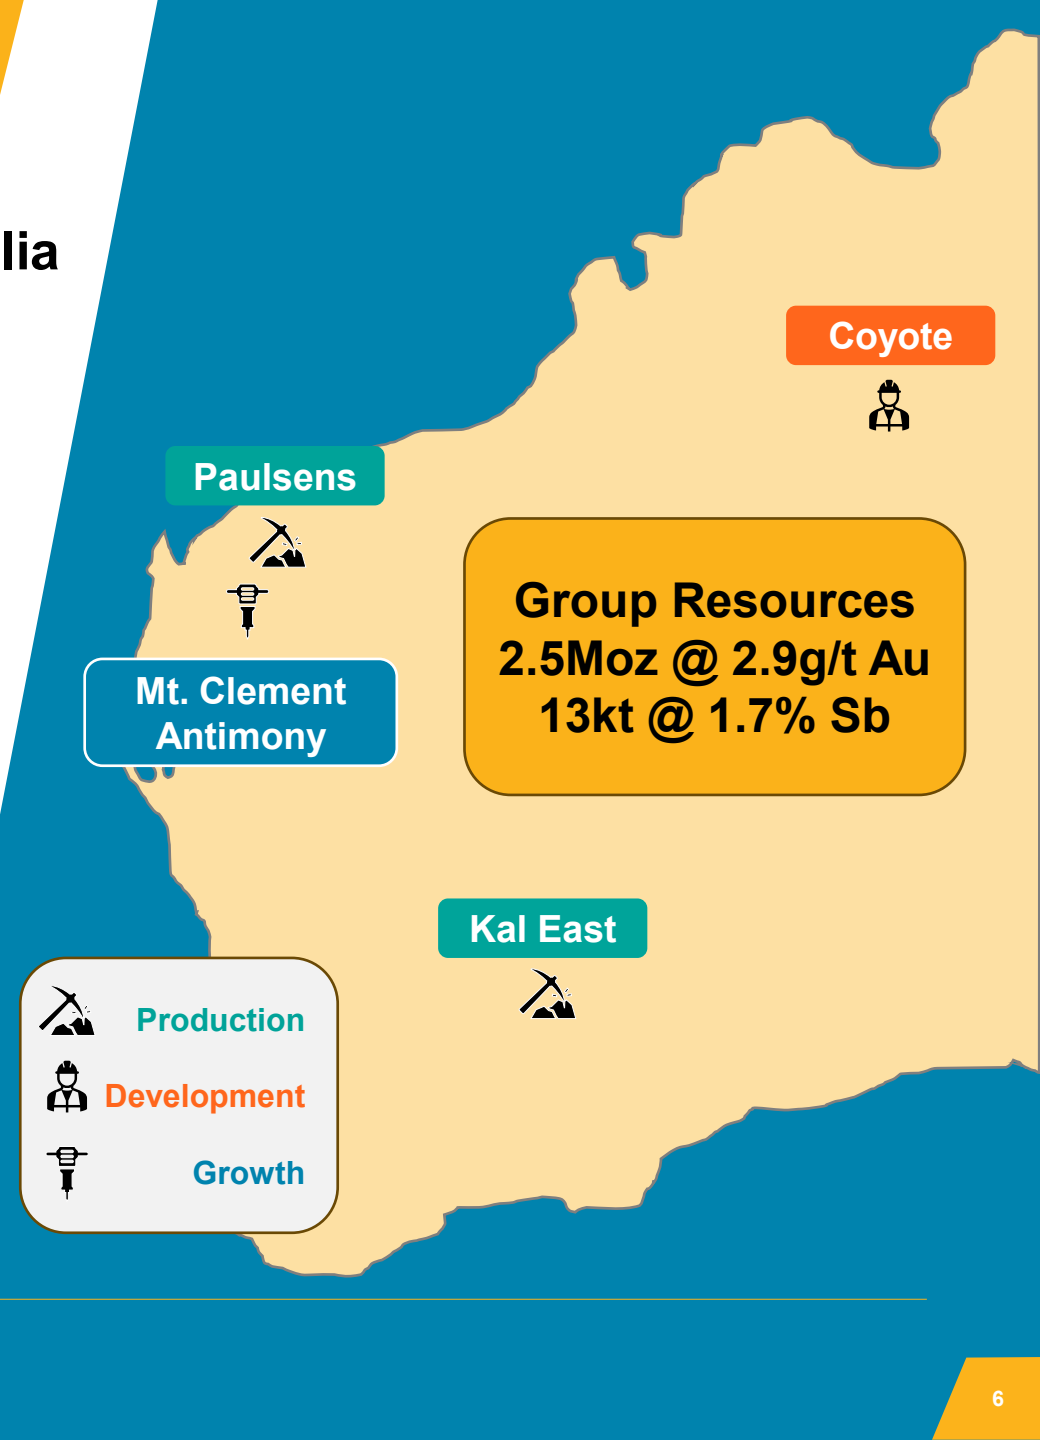 lia
Coyote
Paulsens
Group Resources
2.5Moz @ 2.9g/t Au
13kt @ 1.7% Sb
Mt. Clement
Antimony
Kal East
Production
Development
Growth
6